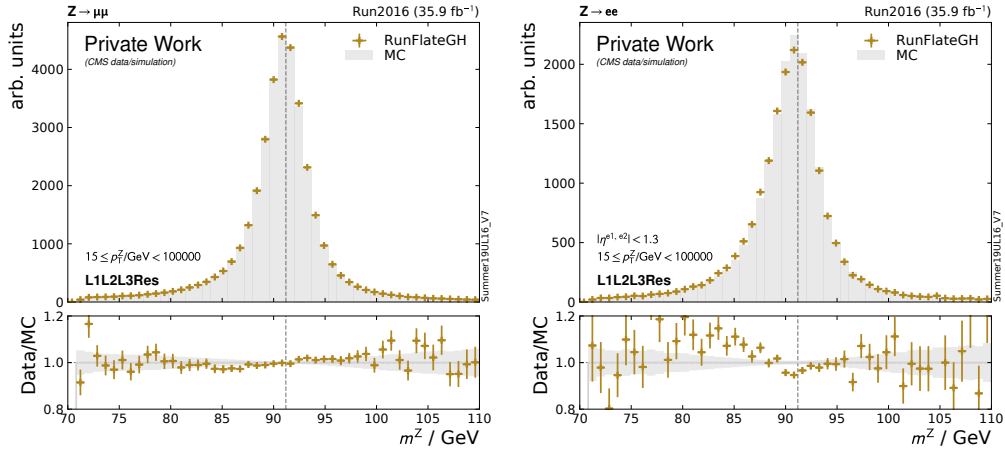 Z → μμ
Run2016 (35.9 fb⁻¹)
Private Work
(CMS data/simulation)
RunFlateGH
MC
arb. units
4000
3000
2000
1000
0
15 ≤ p_T^Z/GeV < 100000
L1L2L3Res
Summer19UL16_V7
Data/MC
1.2
1.0
0.8
70 75 80 85 90 95 100 105 110
m^Z / GeV
Z → ee
Run2016 (35.9 fb⁻¹)
Private Work
(CMS data/simulation)
RunFlateGH
MC
arb. units
2000
1500
1000
500
0
|η^{e1, e2}| < 1.3
15 ≤ p_T^Z/GeV < 100000
L1L2L3Res
Summer19UL16_V7
Data/MC
1.2
1.0
0.8
70 75 80 85 90 95 100 105 110
m^Z / GeV